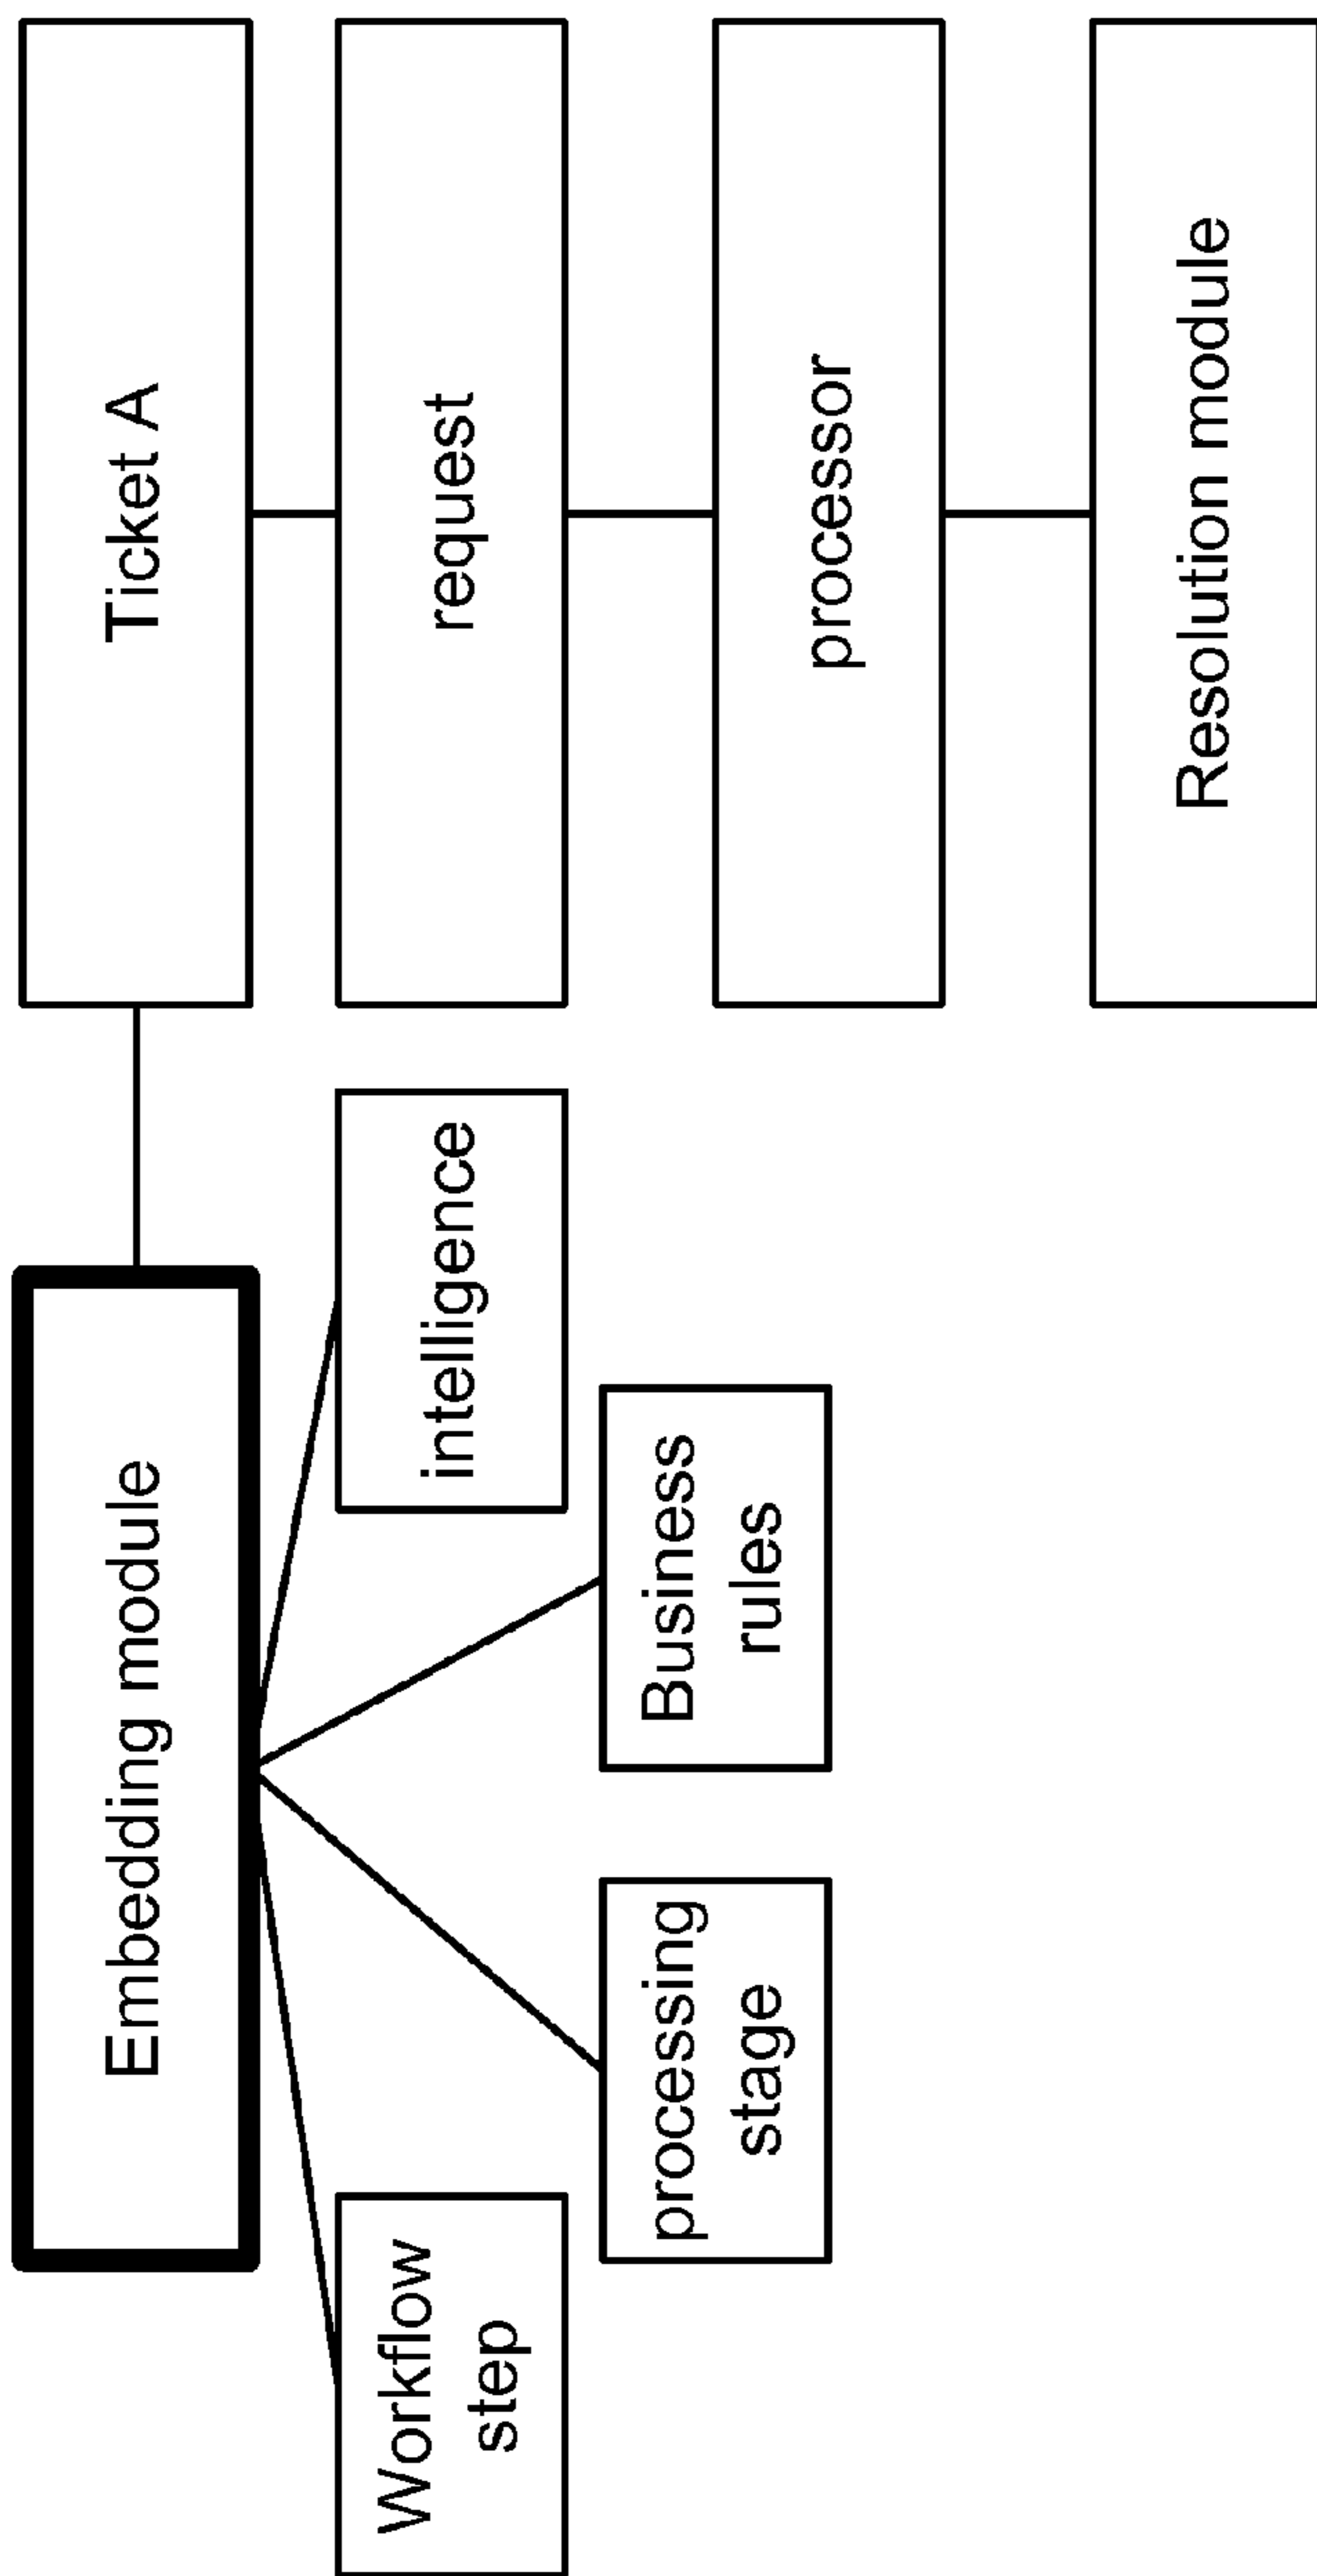 Embedding module
Ticket A
Workflow
step
intelligence
request
processing
stage
Business
rules
processor
Resolution module